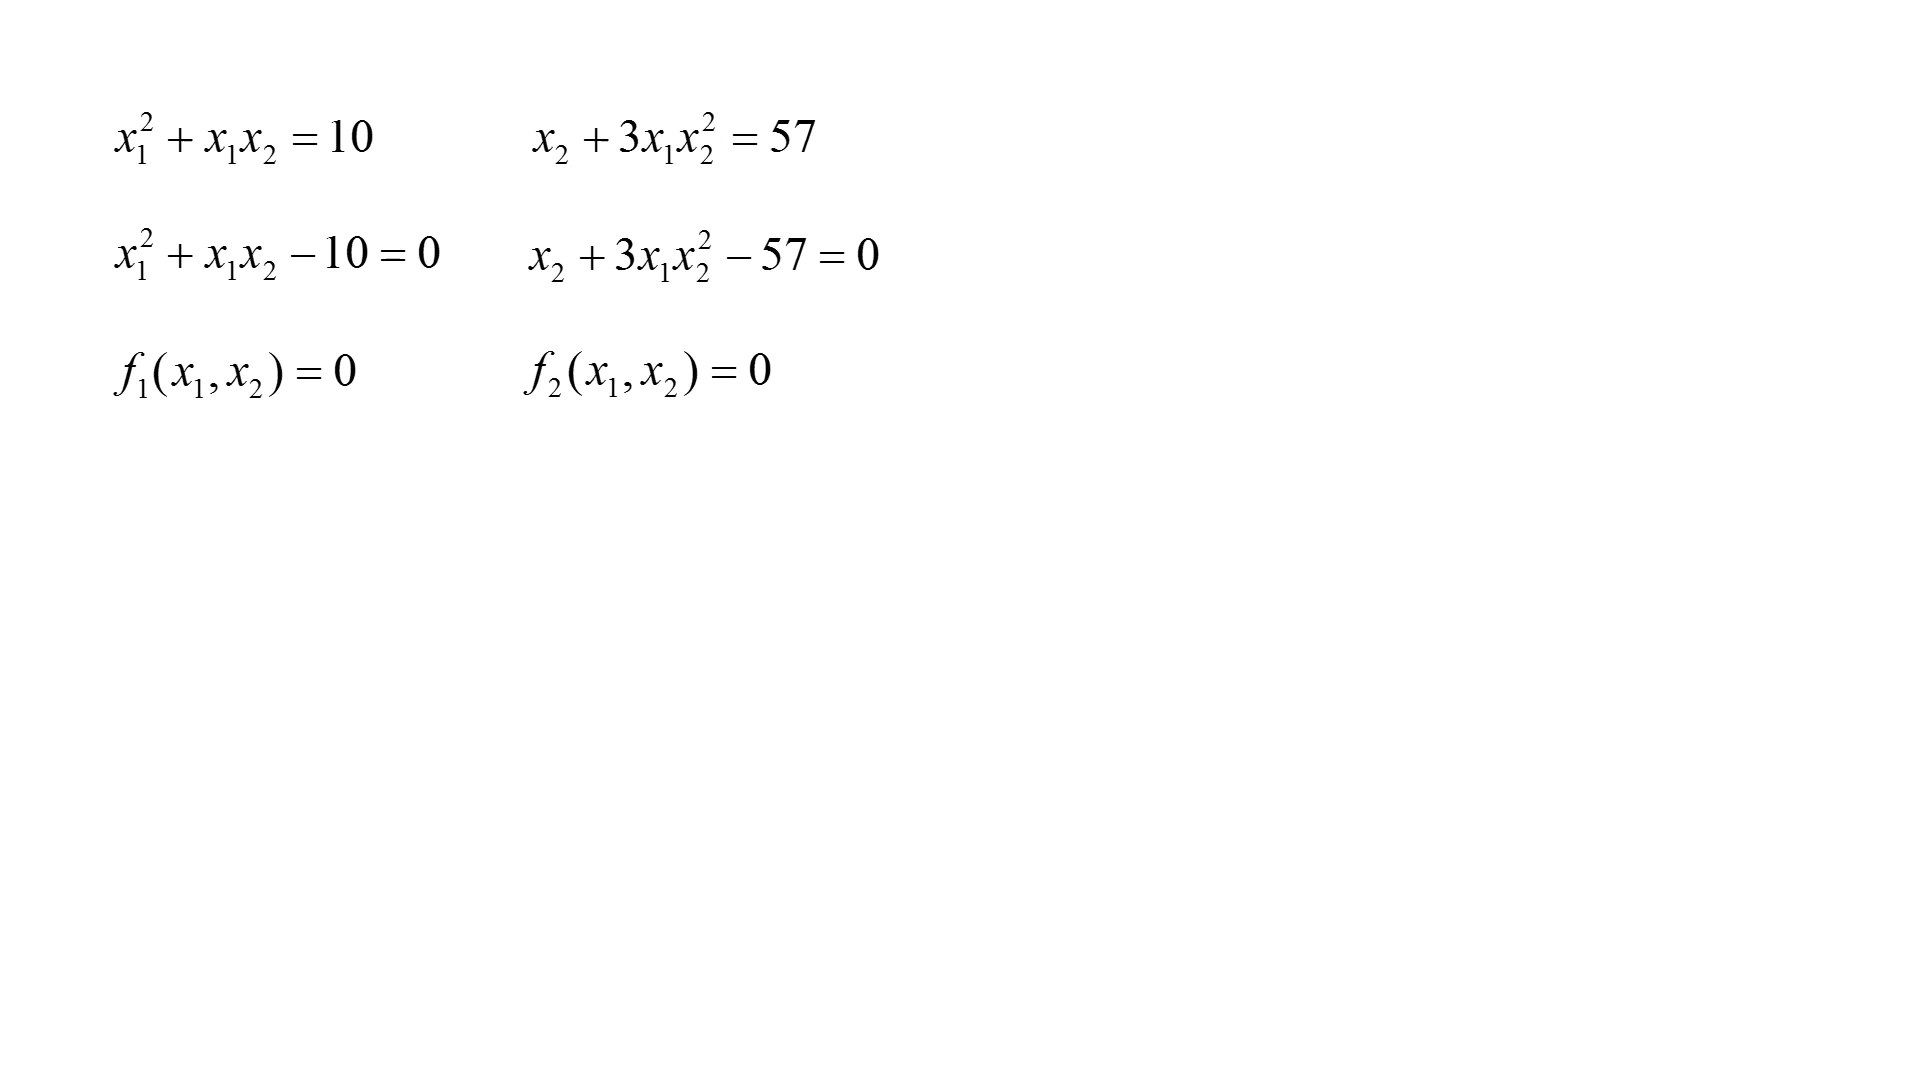 x₁² + x₁x₂ = 10    x₂ + 3x₁x₂² = 57
x₁² + x₁x₂ − 10 = 0    x₂ + 3x₁x₂² − 57 = 0
f₁(x₁, x₂) = 0    f₂(x₁, x₂) = 0